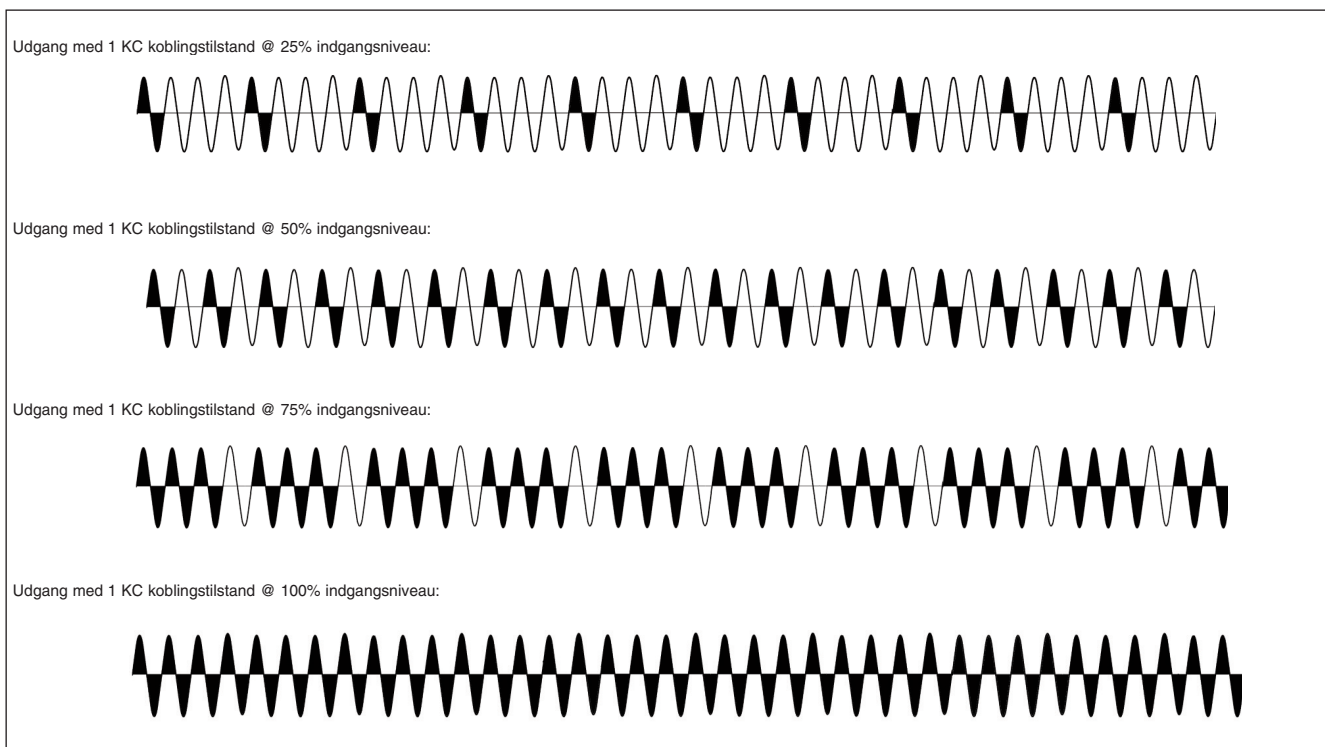 Udgang med 1 KC koblingstilstand @ 25% indgangsniveau:
Udgang med 1 KC koblingstilstand @ 50% indgangsniveau:
Udgang med 1 KC koblingstilstand @ 75% indgangsniveau:
Udgang med 1 KC koblingstilstand @ 100% indgangsniveau: